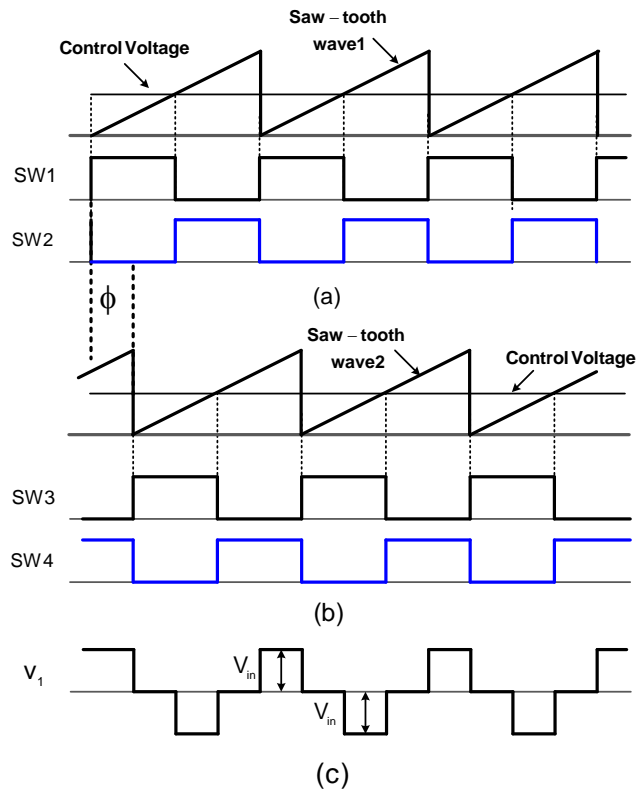 Saw – tooth
wave1
Control Voltage
SW1
SW2
(a)
ϕ
Saw – tooth
wave2
Control Voltage
SW3
SW4
(b)
v1
Vin
Vin
(c)